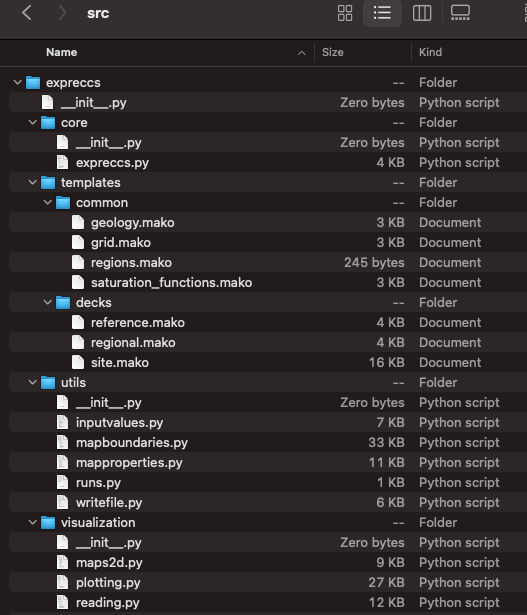 src
Name Size Kind
expreccs -- Folder
__init__.py Zero bytes Python script
core -- Folder
__init__.py Zero bytes Python script
expreccs.py 4 KB Python script
templates -- Folder
common -- Folder
geology.mako 3 KB Document
grid.mako 3 KB Document
regions.mako 245 bytes Document
saturation_functions.mako 3 KB Document
decks -- Folder
reference.mako 4 KB Document
regional.mako 4 KB Document
site.mako 16 KB Document
utils -- Folder
__init__.py Zero bytes Python script
inputvalues.py 7 KB Python script
mapboundaries.py 33 KB Python script
mapproperties.py 11 KB Python script
runs.py 1 KB Python script
writefile.py 6 KB Python script
visualization -- Folder
__init__.py Zero bytes Python script
maps2d.py 9 KB Python script
plotting.py 27 KB Python script
reading.py 12 KB Python script